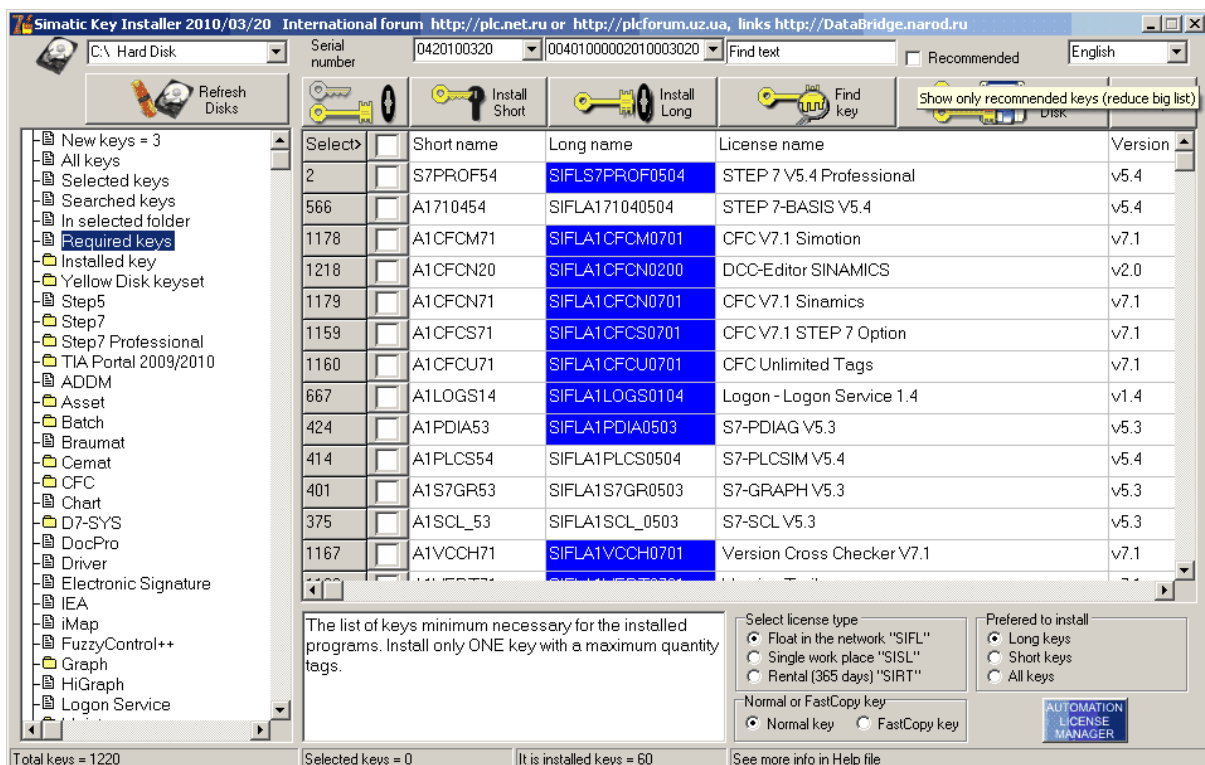 Simatic Key Installer 2010/03/20 International forum http://plc.net.ru or http://plcforum.uz.ua, links http://DataBridge.narod.ru
C:\ Hard Disk
Serial number
0420100320
00401000002010003020
Find text
Recommended
English
Refresh Disks
Install Short
Install Long
Find key
Disk
Show only recomnended keys (reduce big list)
New keys = 3
All keys
Selected keys
Searched keys
In selected folder
Required keys
Installed key
Yellow Disk keyset
Step5
Step7
Step7 Professional
TIA Portal 2009/2010
ADDM
Asset
Batch
Braumat
Cemat
CFC
Chart
D7-SYS
DocPro
Driver
Electronic Signature
IEA
iMap
FuzzyControl++
Graph
HiGraph
Logon Service
Select> Short name Long name License name Version
2 S7PROF54 SIFLS7PROF0504 STEP 7 V5.4 Professional v5.4
566 A1710454 SIFLA171040504 STEP 7-BASIS V5.4 v5.4
1178 A1CFCM71 SIFLA1CFCM0701 CFC V7.1 Simotion v7.1
1218 A1CFCN20 SIFLA1CFCN0200 DCC-Editor SINAMICS v2.0
1179 A1CFCN71 SIFLA1CFCN0701 CFC V7.1 Sinamics v7.1
1159 A1CFCS71 SIFLA1CFCS0701 CFC V7.1 STEP 7 Option v7.1
1160 A1CFCU71 SIFLA1CFCU0701 CFC Unlimited Tags v7.1
667 A1LOGS14 SIFLA1LOGS0104 Logon - Logon Service 1.4 v1.4
424 A1PDIA53 SIFLA1PDIA0503 S7-PDIAG V5.3 v5.3
414 A1PLCS54 SIFLA1PLCS0504 S7-PLCSIM V5.4 v5.4
401 A1S7GR53 SIFLA1S7GR0503 S7-GRAPH V5.3 v5.3
375 A1SCL_53 SIFLA1SCL_0503 S7-SCL V5.3 v5.3
1167 A1VCCH71 SIFLA1VCCH0701 Version Cross Checker V7.1 v7.1
The list of keys minimum necessary for the installed
programs. Install only ONE key with a maximum quantity
tags.
Select license type
Float in the network "SIFL"
Single work place "SISL"
Rental (365 days) "SIRT"
Normal or FastCopy key
Normal key FastCopy key
Prefered to install
Long keys
Short keys
All keys
AUTOMATION
LICENSE
MANAGER
Total keys = 1220 Selected keys = 0 It is installed keys = 60 See more info in Help file